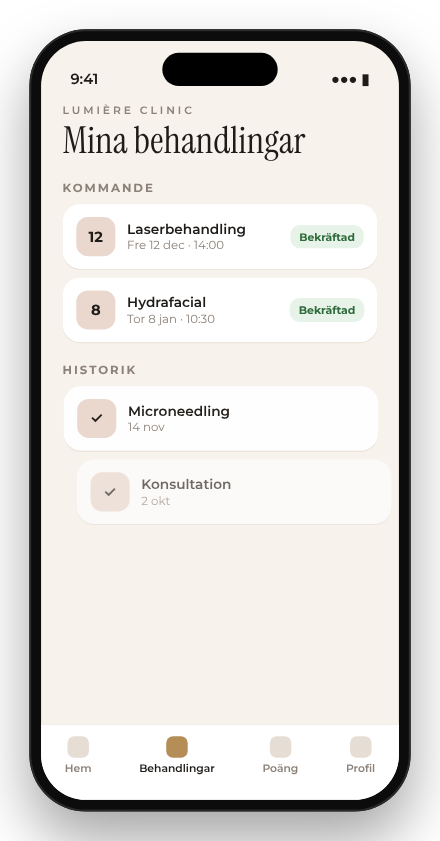 9:41
LUMIÈRE CLINIC
Mina behandlingar
KOMMANDE
12
Laserbehandling
Fre 12 dec · 14:00
Bekräftad
8
Hydrafacial
Tor 8 jan · 10:30
Bekräftad
HISTORIK
Microneedling
14 nov
Konsultation
2 okt
Hem
Behandlingar
Poäng
Profil